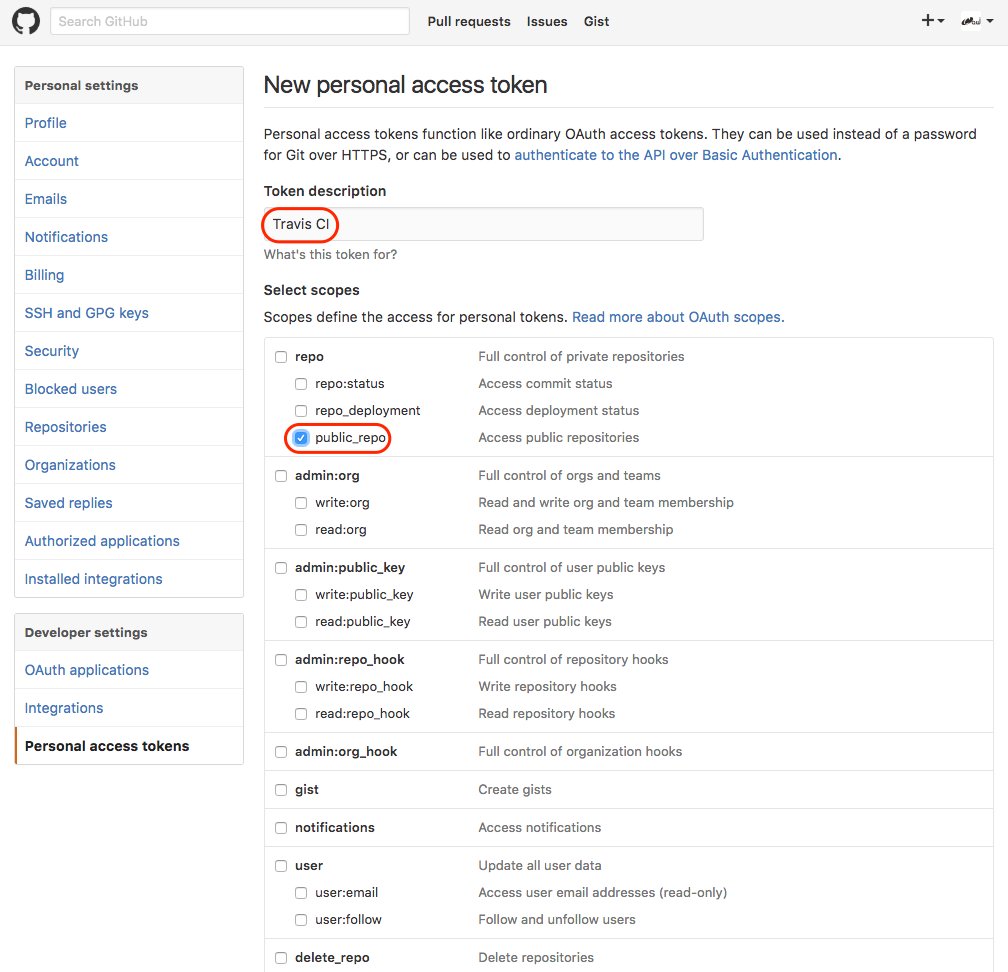 Search GitHub
Pull requests
Issues
Gist
Personal settings
Profile
Account
Emails
Notifications
Billing
SSH and GPG keys
Security
Blocked users
Repositories
Organizations
Saved replies
Authorized applications
Installed integrations
Developer settings
OAuth applications
Integrations
Personal access tokens
New personal access token
Personal access tokens function like ordinary OAuth access tokens. They can be used instead of a password
for Git over HTTPS, or can be used to authenticate to the API over Basic Authentication.
Token description
Travis CI
What's this token for?
Select scopes
Scopes define the access for personal tokens. Read more about OAuth scopes.
repo Full control of private repositories
repo:status Access commit status
repo_deployment Access deployment status
public_repo Access public repositories
admin:org Full control of orgs and teams
write:org Read and write org and team membership
read:org Read org and team membership
admin:public_key Full control of user public keys
write:public_key Write user public keys
read:public_key Read user public keys
admin:repo_hook Full control of repository hooks
write:repo_hook Write repository hooks
read:repo_hook Read repository hooks
admin:org_hook Full control of organization hooks
gist Create gists
notifications Access notifications
user Update all user data
user:email Access user email addresses (read-only)
user:follow Follow and unfollow users
delete_repo Delete repositories